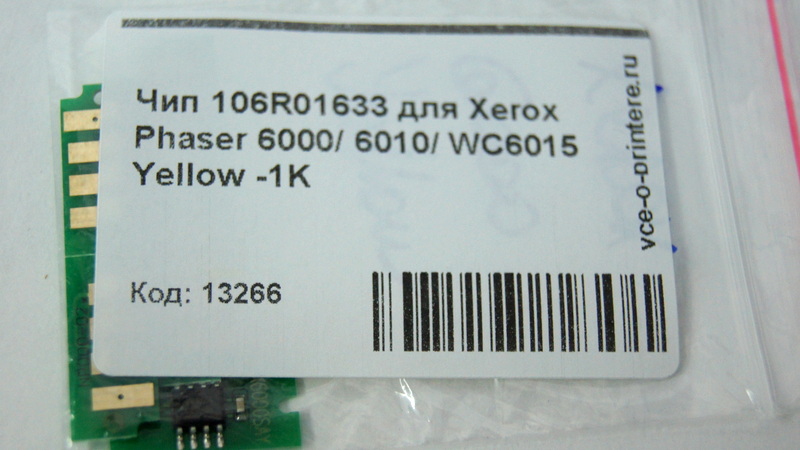 Чип 106R01633 для Xerox
Phaser 6000/ 6010/ WC6015
Yellow -1K
Код: 13266
vce-o-printere.ru